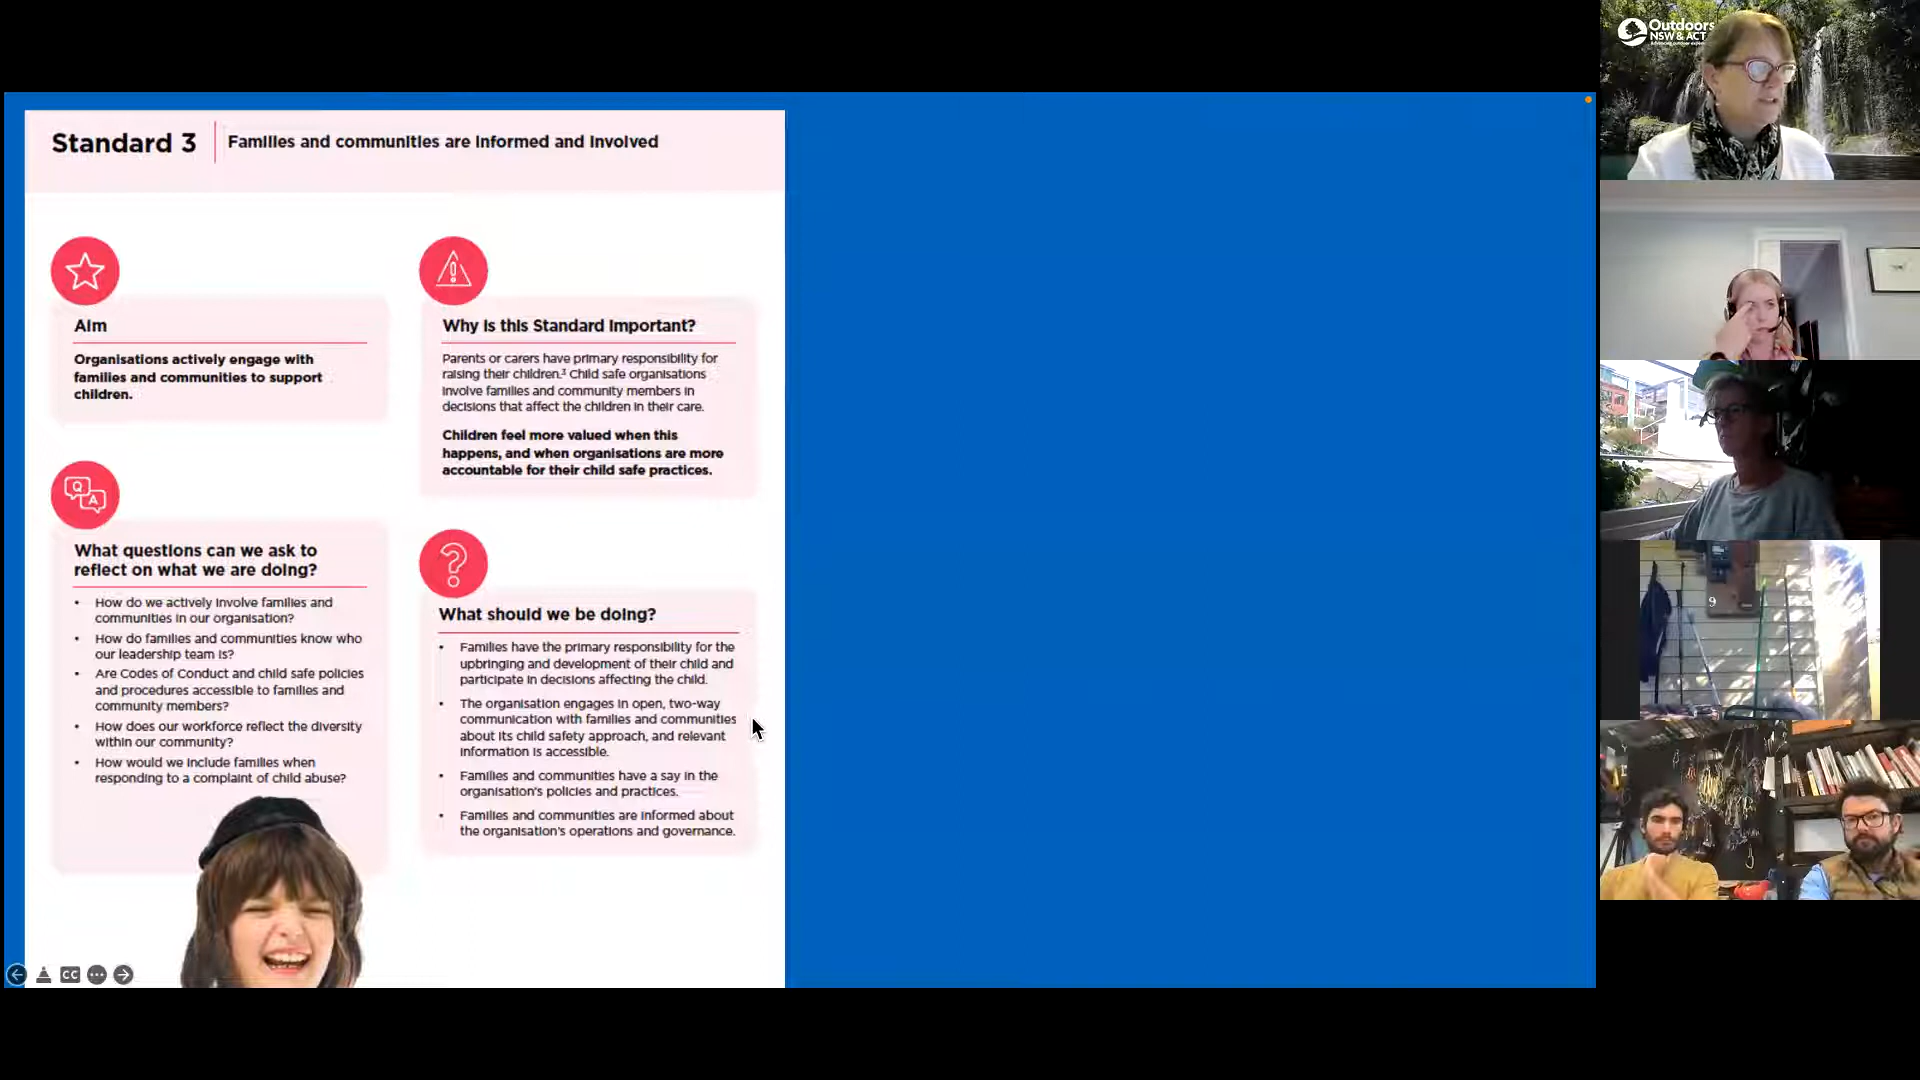 Standard 3
Families and communities are informed and involved
Aim
Organisations actively engage with
families and communities to support
children.
What questions can we ask to
reflect on what we are doing?
• How do we actively involve families and
communities in our organisation?
• How do families and communities know who
our leadership team is?
• Are Codes of Conduct and child safe policies
and procedures accessible to families and
community members?
• How does our workforce reflect the diversity
within our community?
• How would we include families when
responding to a complaint of child abuse?
Why is this Standard important?
Parents or carers have primary responsibility for
raising their children.³ Child safe organisations
involve families and community members in
decisions that affect the children in their care.
Children feel more valued when this
happens, and when organisations are more
accountable for their child safe practices.
What should we be doing?
• Families have the primary responsibility for the
upbringing and development of their child and
participate in decisions affecting the child.
• The organisation engages in open, two-way
communication with families and communities
about its child safety approach, and relevant
information is accessible.
• Families and communities have a say in the
organisation's policies and practices.
• Families and communities are informed about
the organisation's operations and governance.
Q
A
CC
Outdoors
NSW & ACT
9